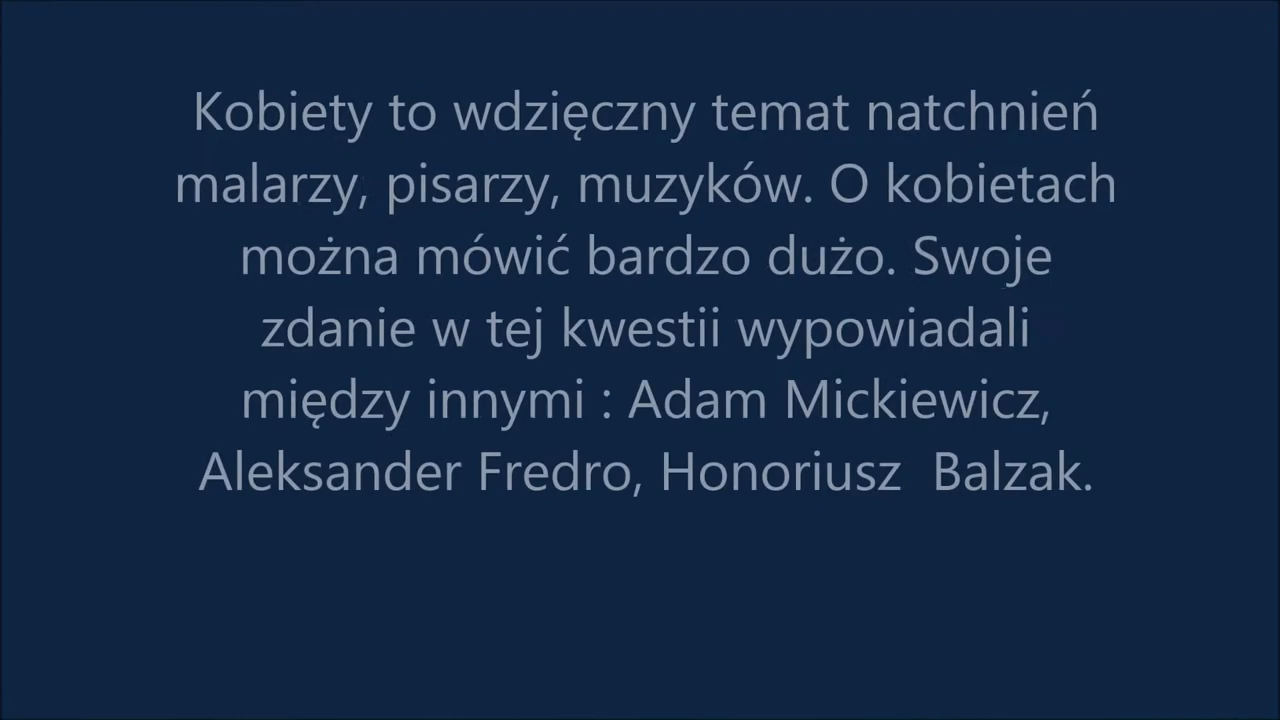 Kobiety to wdzięczny temat natchnień
malarzy, pisarzy, muzyków. O kobietach
można mówić bardzo dużo. Swoje
zdanie w tej kwestii wypowiadali
między innymi : Adam Mickiewicz,
Aleksander Fredro, Honoriusz  Balzak.